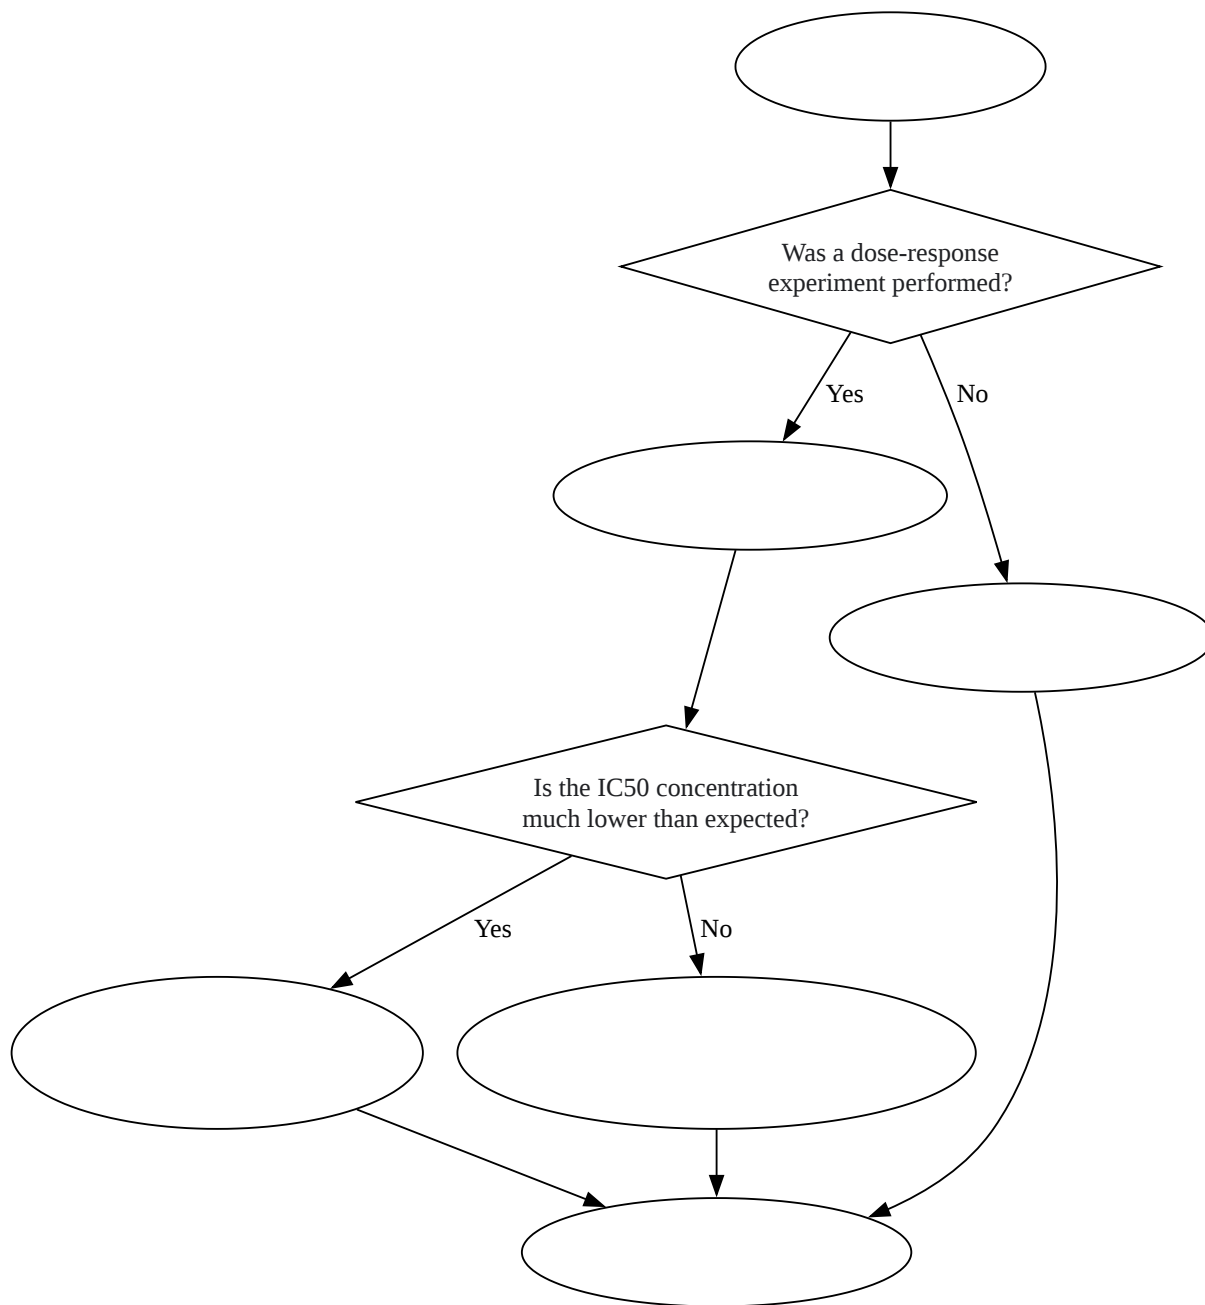 Was a dose-response
experiment performed?
Yes
No
Is the IC50 concentration
much lower than expected?
Yes
No